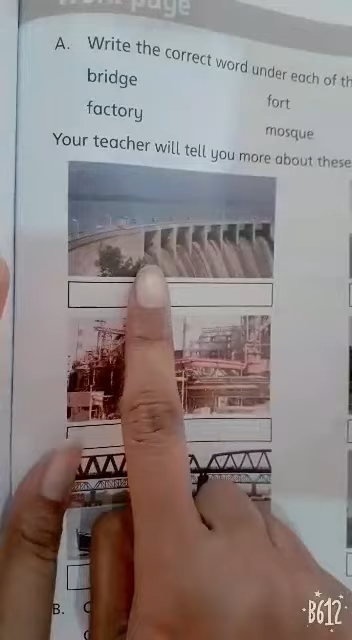 page
A. Write the correct word under each of
bridge
fort
factory
mosque
Your teacher will tell you more about these
B.
B612